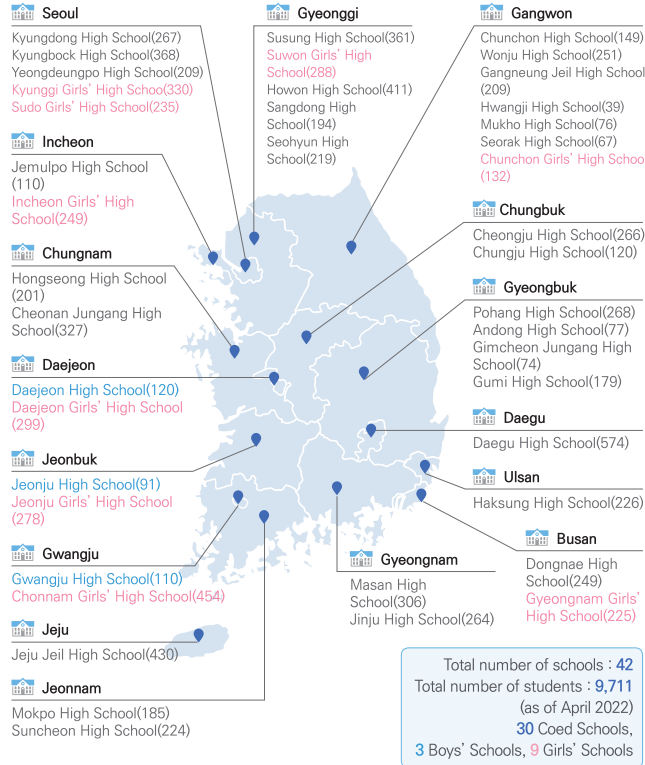 Seoul
Kyungdong High School(267)
Kyungbock High School(368)
Yeongdeungpo High School(209)
Kyunggi Girls' High Schoo(330)
Sudo Girls' High School(235)
Gyeonggi
Susung High School(361)
Suwon Girls' High
School(288)
Howon High School(411)
Sangdong High
School(194)
Seohyun High
School(219)
Gangwon
Chunchon High School(149)
Wonju High School(251)
Gangneung Jeil High School
(209)
Hwangji High School(39)
Mukho High School(76)
Seorak High School(67)
Chunchon Girls' High Schoo
(132)
Incheon
Jemulpo High School
(110)
Incheon Girls' High
School(249)
Chungbuk
Cheongju High School(266)
Chungju High School(120)
Chungnam
Hongseong High School
(201)
Cheonan Jungang High
School(327)
Gyeongbuk
Pohang High School(268)
Andong High School(77)
Gimcheon Jungang High
School(74)
Gumi High School(179)
Daejeon
Daejeon High School(120)
Daejeon Girls' High School
(299)
Daegu
Daegu High School(574)
Jeonbuk
Jeonju High School(91)
Jeonju Girls' High School
(278)
Ulsan
Haksung High School(226)
Gwangju
Gwangju High School(110)
Chonnam Girls' High School(454)
Gyeongnam
Masan High
School(306)
Jinju High School(264)
Busan
Dongnae High
School(249)
Gyeongnam Girls'
High School(225)
Jeju
Jeju Jeil High School(430)
Jeonnam
Mokpo High School(185)
Suncheon High School(224)
Total number of schools : 42
Total number of students : 9,711
(as of April 2022)
30 Coed Schools,
3 Boys' Schools, 9 Girls' Schools